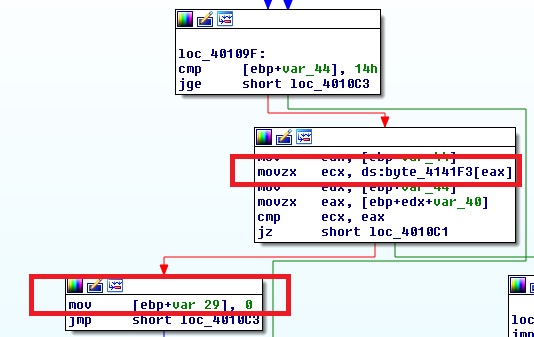 loc_40109F:
cmp [ebp+var_44], 14h
jge short loc_4010C3
mov eax, [ebp+var_44]
movzx ecx, ds:byte_4141F3[eax]
mov edx, [ebp+var_44]
movzx eax, [ebp+edx+var_40]
cmp ecx, eax
jz short loc_4010C1
mov [ebp+var_29], 0
jmp short loc_4010C3
loc
jmp